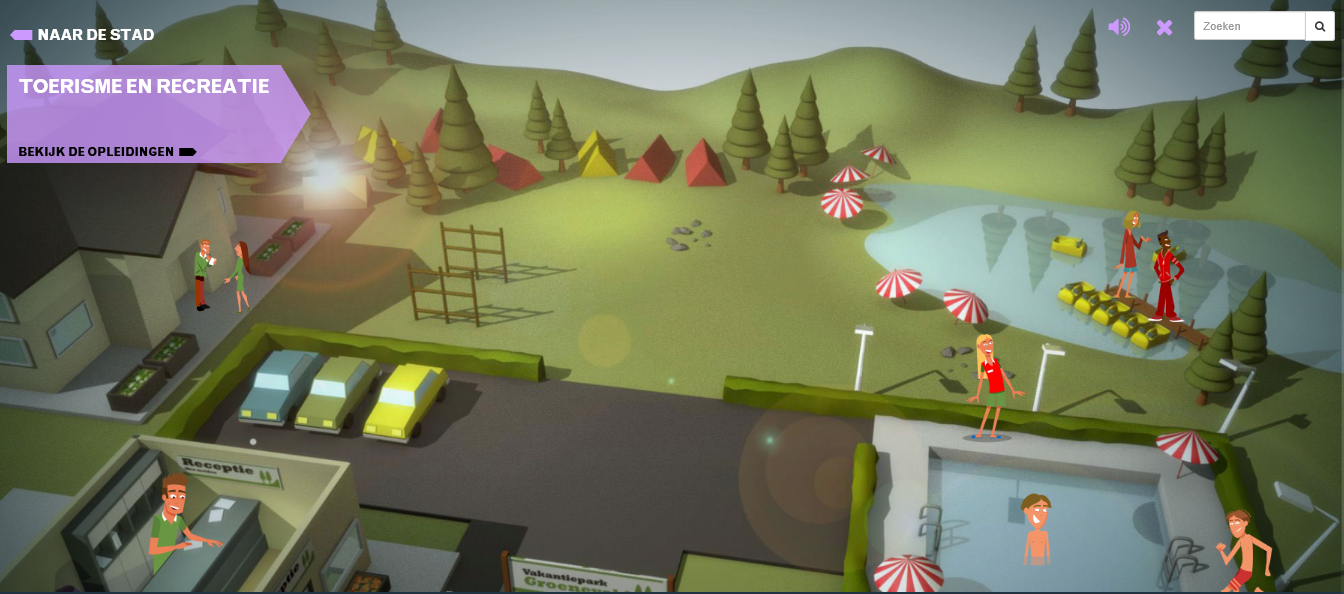 NAAR DE STAD
Zoeken
TOERISME EN RECREATIE
BEKIJK DE OPLEIDINGEN
Receptie
Vakantiepark